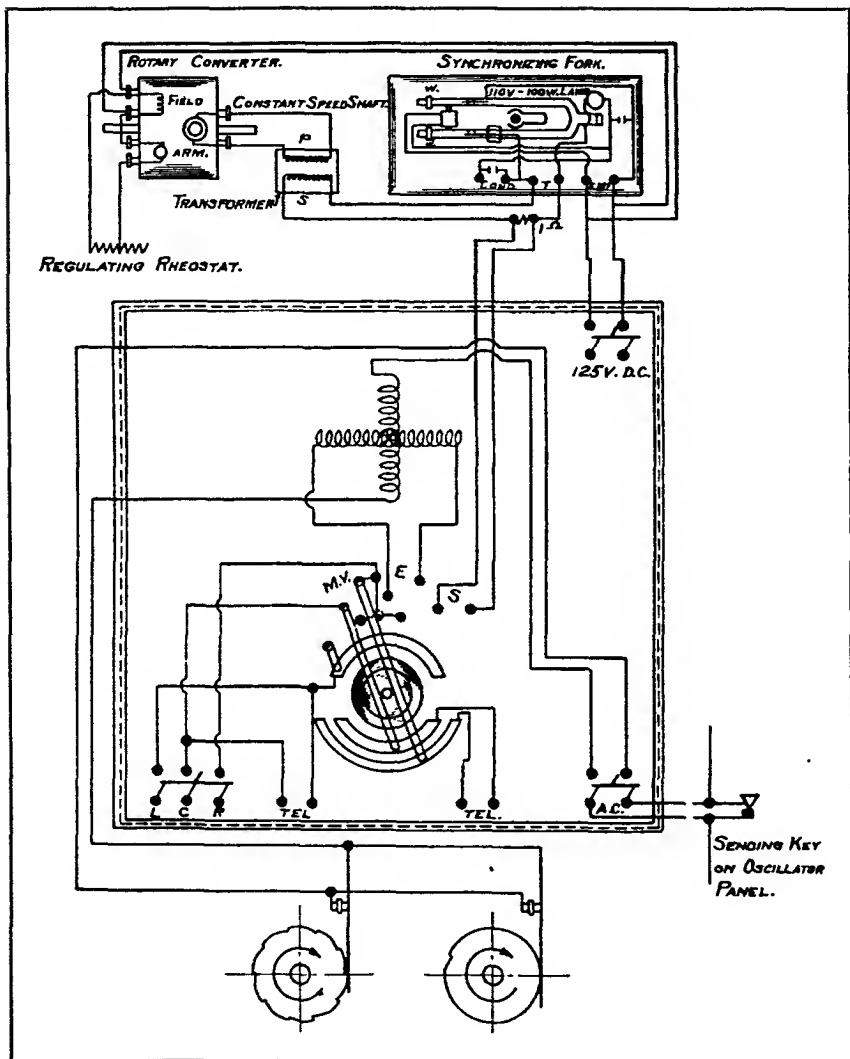 ROTARY CONVERTER.
SYNCHRONIZING FORK.
FIELD
CONSTANT SPEED SHAFT.
W.
110V-100W. LAMP
ARM.
P
TRANSFORMER
S
COND.
T
1Ω
REGULATING RHEOSTAT.
125V. D.C.
M.V.
E
S
L
C
R
TEL
TEL.
A.C.
SENDING KEY
ON OSCILLATOR
PANEL.